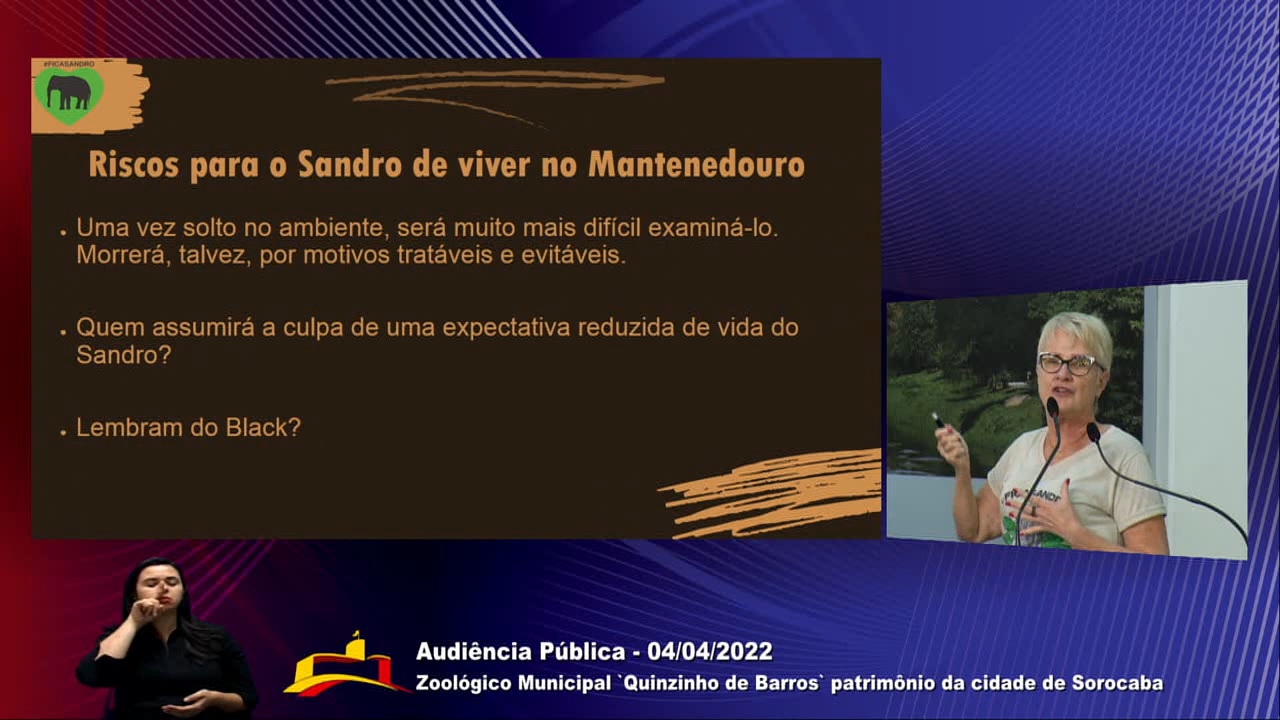 #FICASANDRO
Riscos para o Sandro de viver no Mantenedouro
• Uma vez solto no ambiente, será muito mais difícil examiná-lo.
Morrerá, talvez, por motivos tratáveis e evitáveis.
• Quem assumirá a culpa de uma expectativa reduzida de vida do
Sandro?
• Lembram do Black?
Audiência Pública - 04/04/2022
Zoológico Municipal `Quinzinho de Barros` patrimônio da cidade de Sorocaba